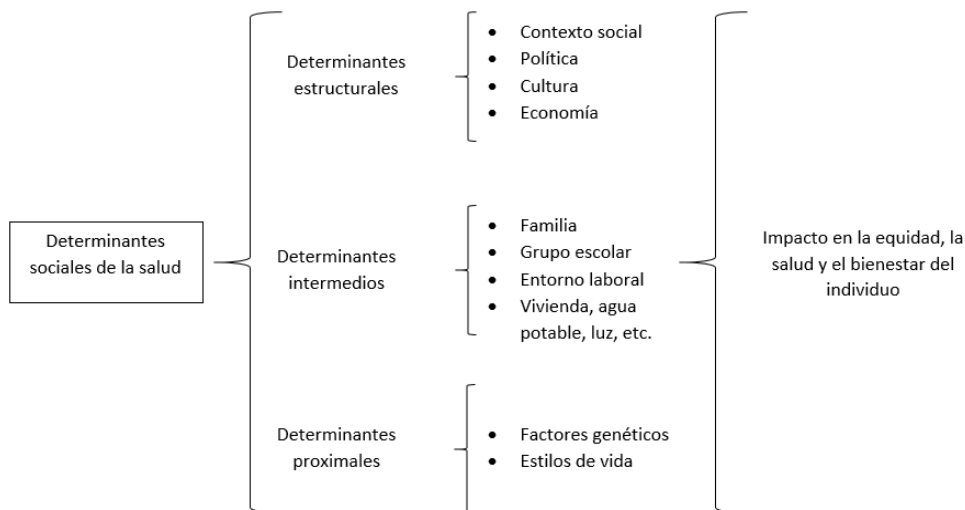 Determinantes
sociales de la salud
Determinantes
estructurales
• Contexto social
• Política
• Cultura
• Economía
Determinantes
intermedios
• Familia
• Grupo escolar
• Entorno laboral
• Vivienda, agua
potable, luz, etc.
Determinantes
proximales
• Factores genéticos
• Estilos de vida
Impacto en la equidad, la
salud y el bienestar del
individuo